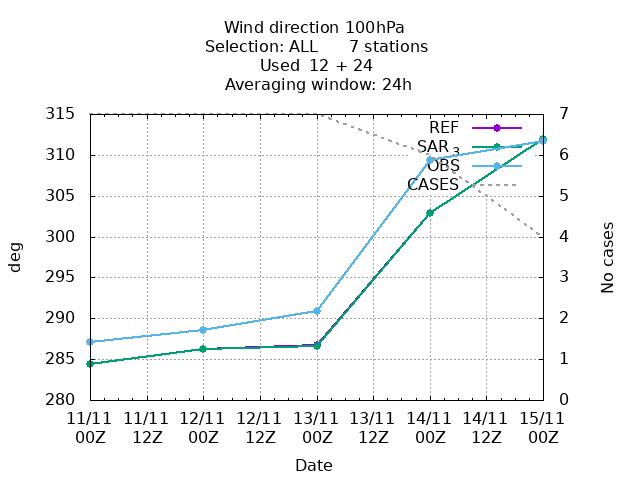 Wind direction 100hPa
Selection: ALL      7 stations
Used  12 + 24
Averaging window: 24h
315 7
310 6
305 5
300 4
295 3
290 2
285 1
280 0
REF
SAR 3
OBS
CASES
deg
No cases
11/11 11/11 12/11 12/11 13/11 13/11 14/11 14/11 15/11
00Z 12Z 00Z 12Z 00Z 12Z 00Z 12Z 00Z
Date